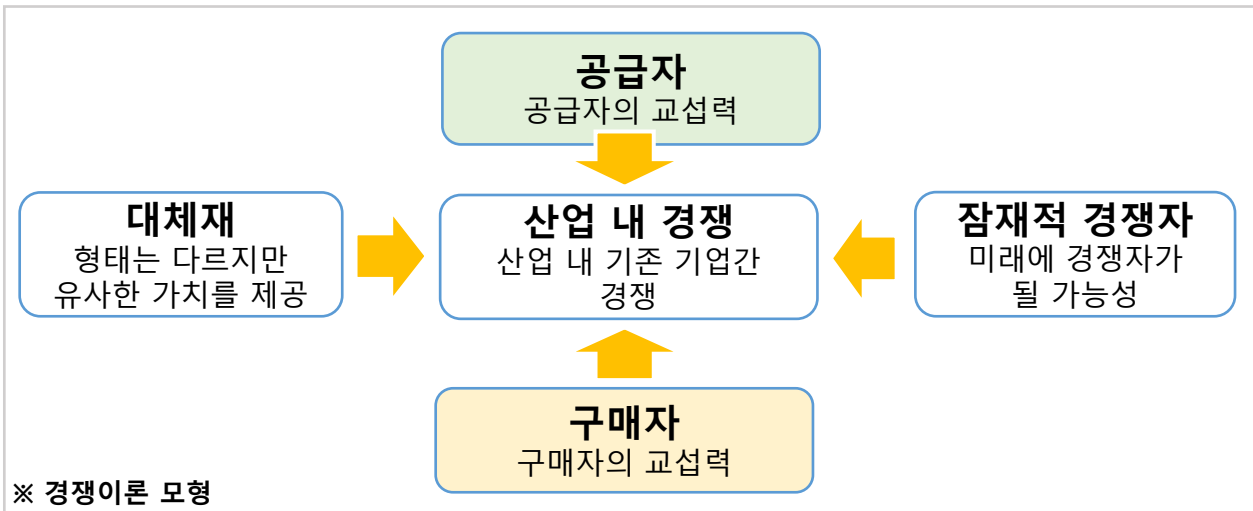 공급자
공급자의 교섭력
대체재
형태는 다르지만
유사한 가치를 제공
산업 내 경쟁
산업 내 기존 기업간
경쟁
잠재적 경쟁자
미래에 경쟁자가
될 가능성
구매자
구매자의 교섭력
※ 경쟁이론 모형